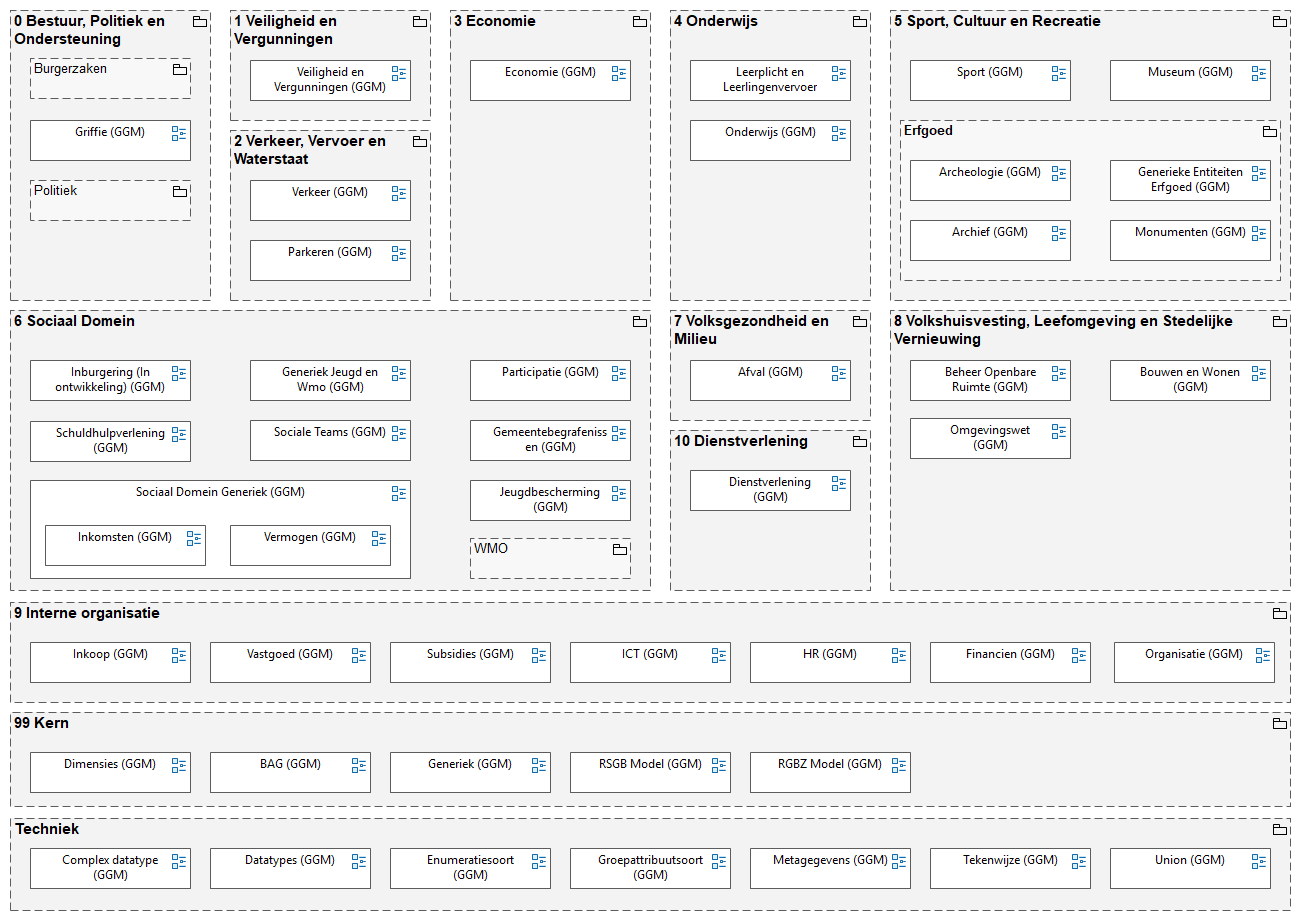 0 Bestuur, Politiek en
Ondersteuning
Burgerzaken
Griffie (GGM)
Politiek
1 Veiligheid en
Vergunningen
Veiligheid en
Vergunningen (GGM)
2 Verkeer, Vervoer en
Waterstaat
Verkeer (GGM)
Parkeren (GGM)
3 Economie
Economie (GGM)
4 Onderwijs
Leerplicht en
Leerlingenvervoer
Onderwijs (GGM)
5 Sport, Cultuur en Recreatie
Sport (GGM)
Museum (GGM)
Erfgoed
Archeologie (GGM)
Generieke Entiteiten
Erfgoed (GGM)
Archief (GGM)
Monumenten (GGM)
6 Sociaal Domein
Inburgering (In
ontwikkeling) (GGM)
Generiek Jeugd en
Wmo (GGM)
Participatie (GGM)
Schuldhulpverlening
(GGM)
Sociale Teams (GGM)
Gemeentebegrafeniss
en (GGM)
Sociaal Domein Generiek (GGM)
Inkomsten (GGM)
Vermogen (GGM)
Jeugdbescherming
(GGM)
WMO
7 Volksgezondheid en
Milieu
Afval (GGM)
10 Dienstverlening
Dienstverlening
(GGM)
8 Volkshuisvesting, Leefomgeving en Stedelijke
Vernieuwing
Beheer Openbare
Ruimte (GGM)
Bouwen en Wonen
(GGM)
Omgevingswet
(GGM)
9 Interne organisatie
Inkoop (GGM)
Vastgoed (GGM)
Subsidies (GGM)
ICT (GGM)
HR (GGM)
Financien (GGM)
Organisatie (GGM)
99 Kern
Dimensies (GGM)
BAG (GGM)
Generiek (GGM)
RSGB Model (GGM)
RGBZ Model (GGM)
Techniek
Complex datatype
(GGM)
Datatypes (GGM)
Enumeratiesoort
(GGM)
Groepattribuutsoort
(GGM)
Metagegevens (GGM)
Tekenwijze (GGM)
Union (GGM)